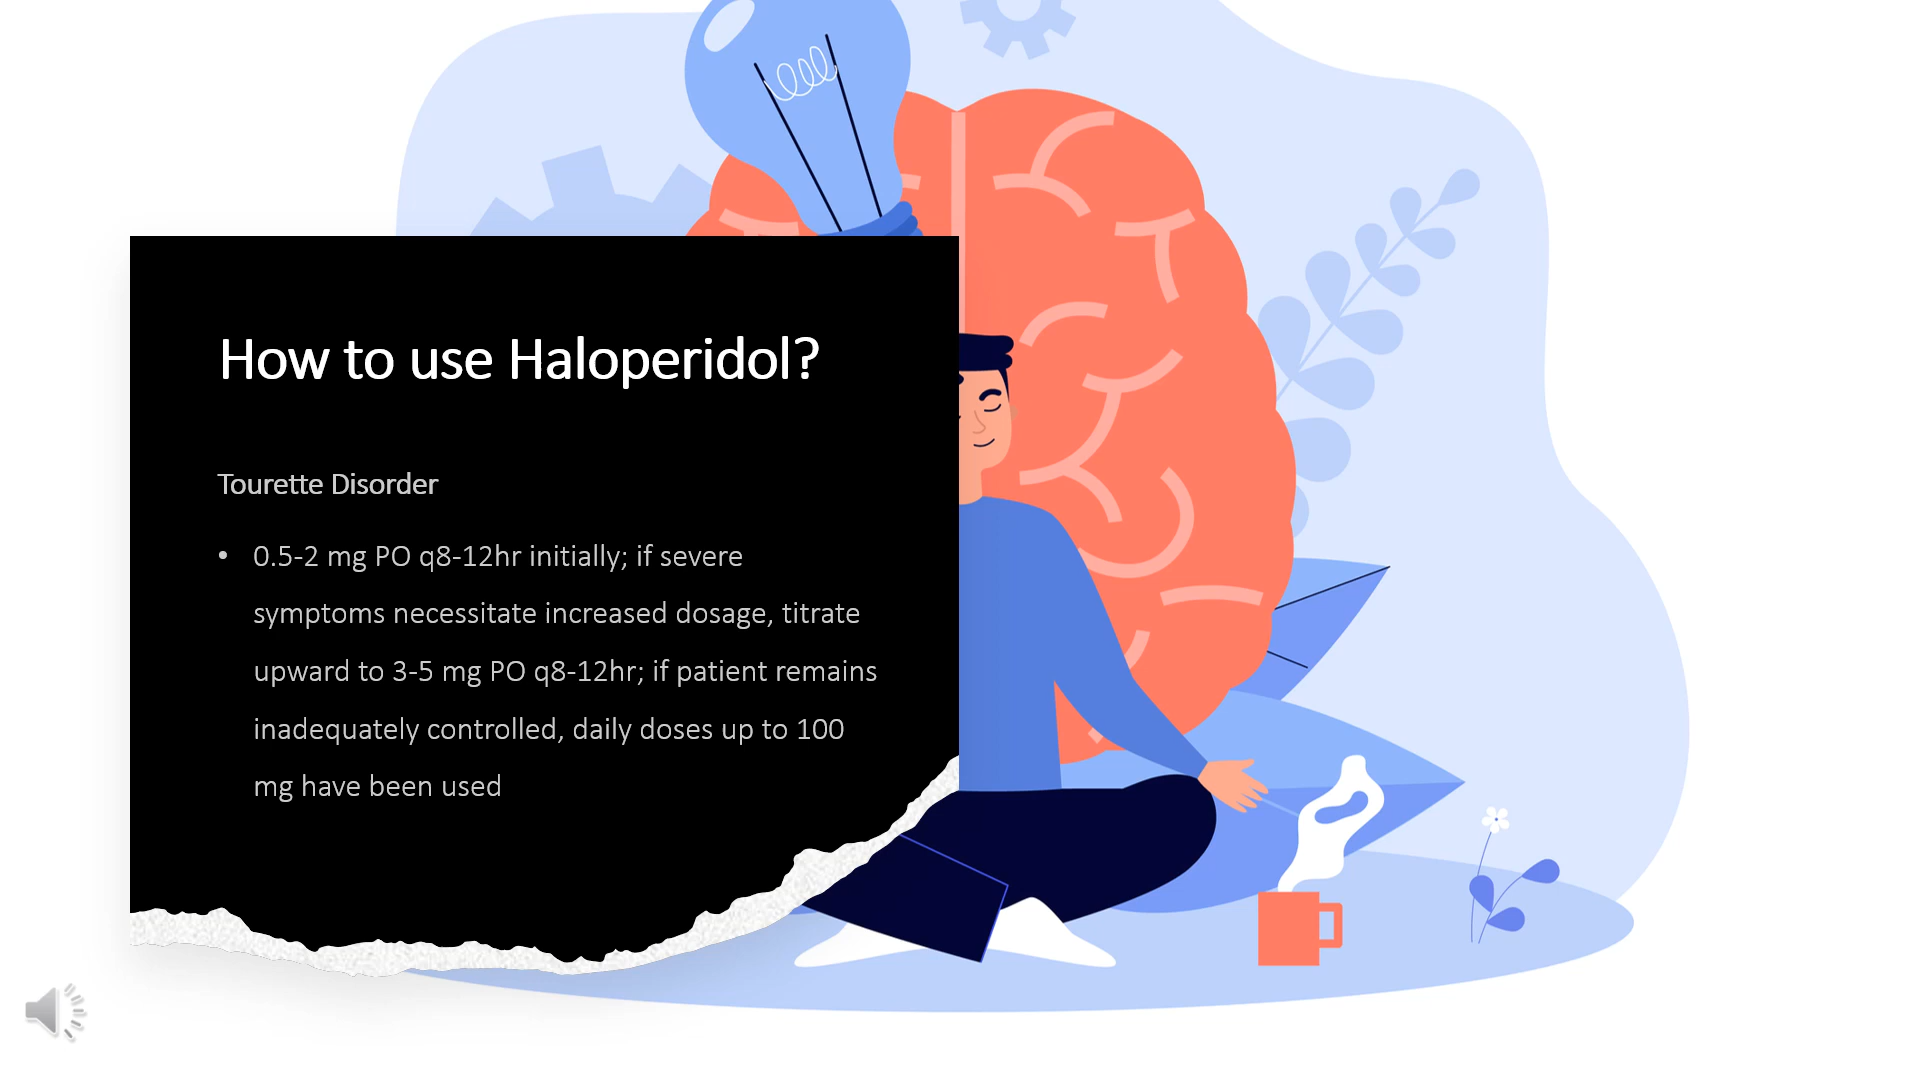 How to use Haloperidol?
Tourette Disorder
• 0.5-2 mg PO q8-12hr initially; if severe
symptoms necessitate increased dosage, titrate
upward to 3-5 mg PO q8-12hr; if patient remains
inadequately controlled, daily doses up to 100
mg have been used